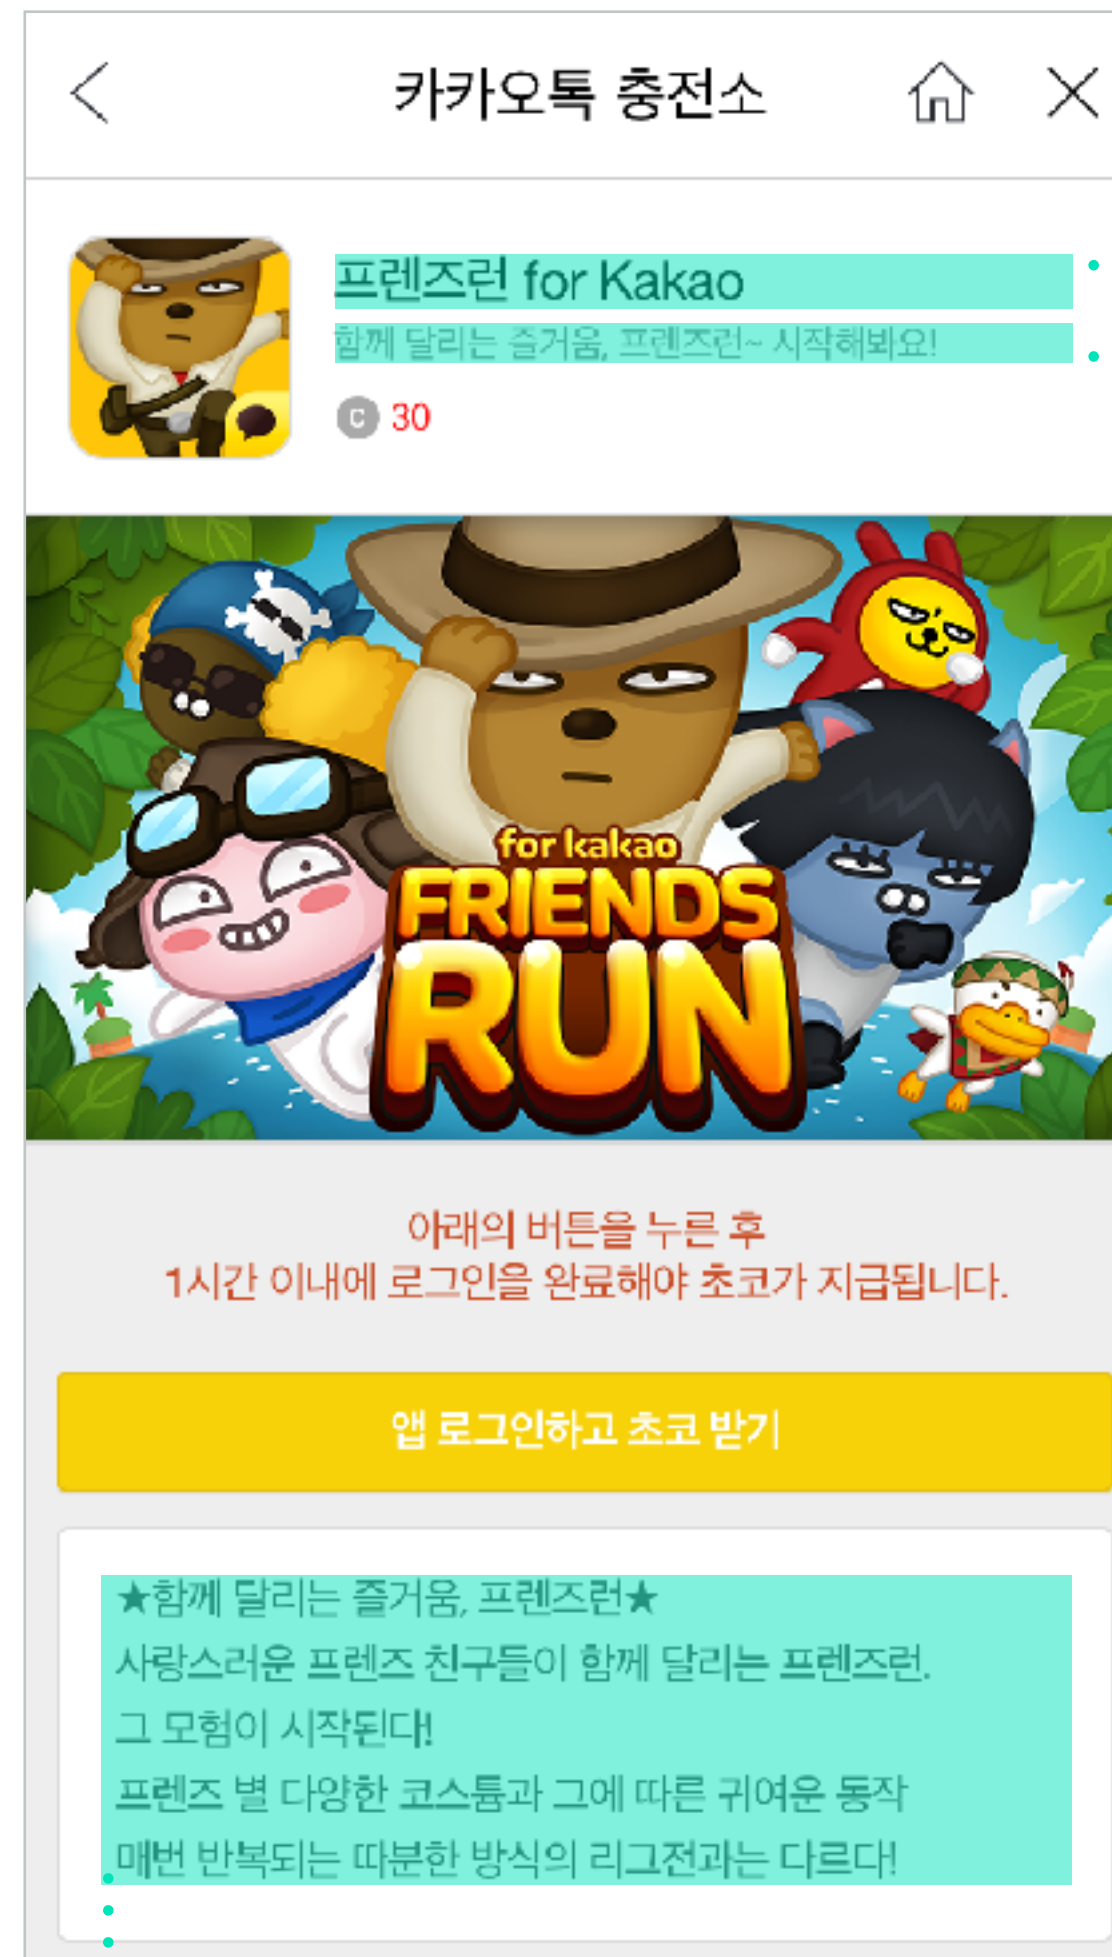 카카오톡 충전소
프렌즈런 for Kakao
함께 달리는 즐거움, 프렌즈런~ 시작해봐요!
C 30
for kakao
FRIENDS
RUN
아래의 버튼을 누른 후
1시간 이내에 로그인을 완료해야 초코가 지급됩니다.
앱 로그인하고 초코 받기
★함께 달리는 즐거움, 프렌즈런★
사랑스러운 프렌즈 친구들이 함께 달리는 프렌즈런.
그 모험이 시작된다!
프렌즈 별 다양한 코스튬과 그에 따른 귀여운 동작
매번 반복되는 따분한 방식의 리그전과는 다르다!